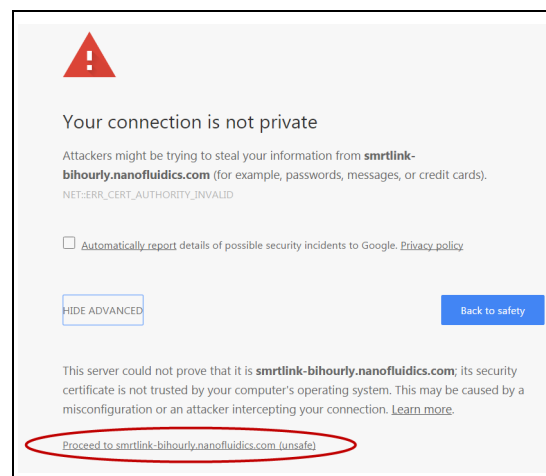 Your connection is not private
Attackers might be trying to steal your information from smrtlink-
bihourly.nanofluidics.com (for example, passwords, messages, or credit cards).
NET::ERR_CERT_AUTHORITY_INVALID
Automatically report details of possible security incidents to Google. Privacy policy
HIDE ADVANCED
Back to safety
This server could not prove that it is smrtlink-bihourly.nanofluidics.com; its security
certificate is not trusted by your computer's operating system. This may be caused by a
misconfiguration or an attacker intercepting your connection. Learn more.
Proceed to smrtlink-bihourly.nanofluidics.com (unsafe)